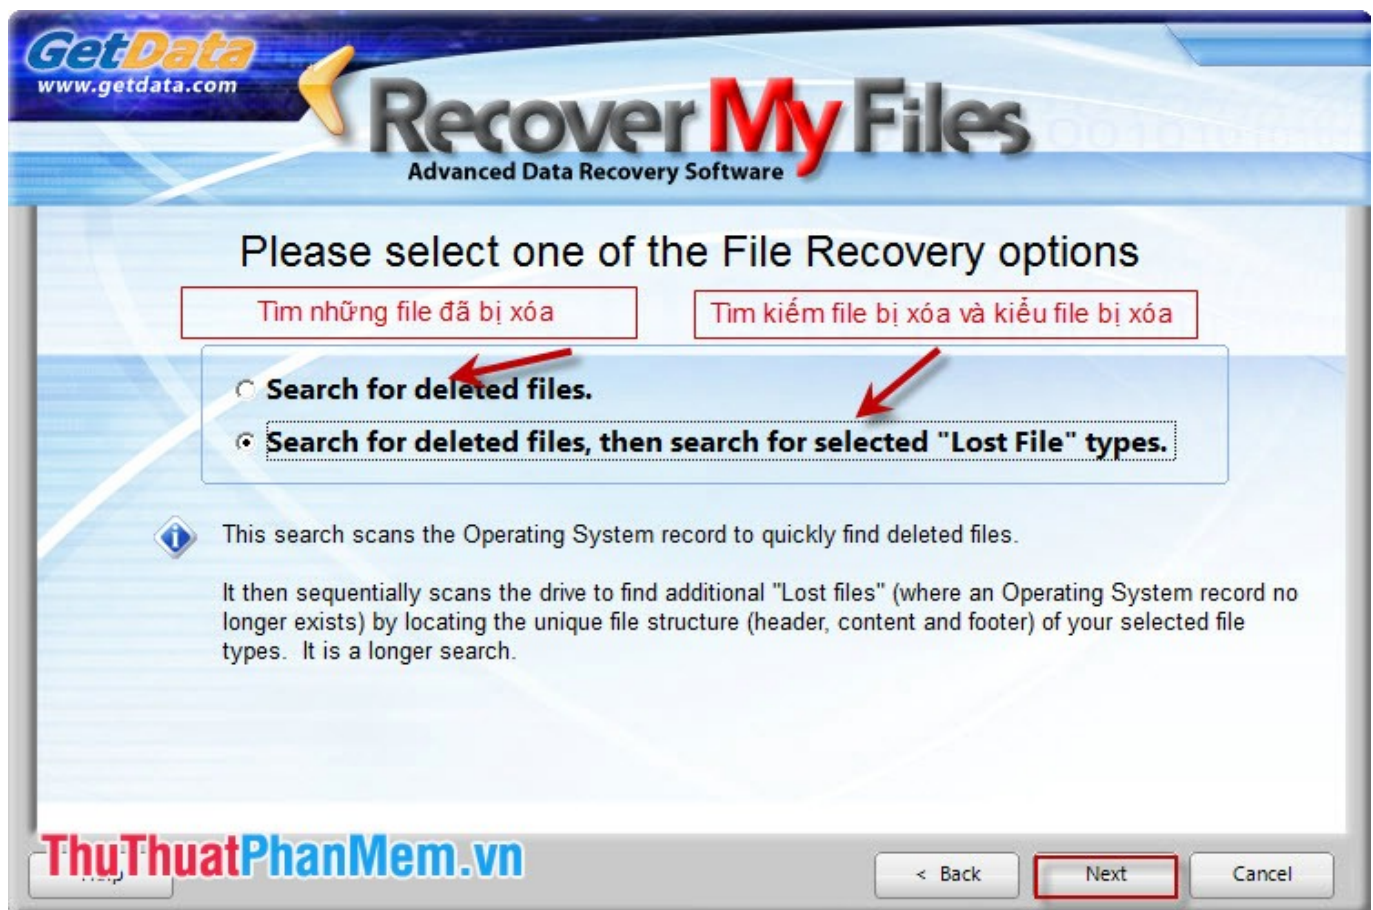 GetData
www.getdata.com
Recover My Files
Advanced Data Recovery Software
Please select one of the File Recovery options
Tìm những file đã bị xóa
Tìm kiếm file bị xóa và kiểu file bị xóa
Search for deleted files.
Search for deleted files, then search for selected "Lost File" types.
This search scans the Operating System record to quickly find deleted files.
It then sequentially scans the drive to find additional "Lost files" (where an Operating System record no
longer exists) by locating the unique file structure (header, content and footer) of your selected file
types. It is a longer search.
ThuThuatPhanMem.vn
< Back
Next
Cancel